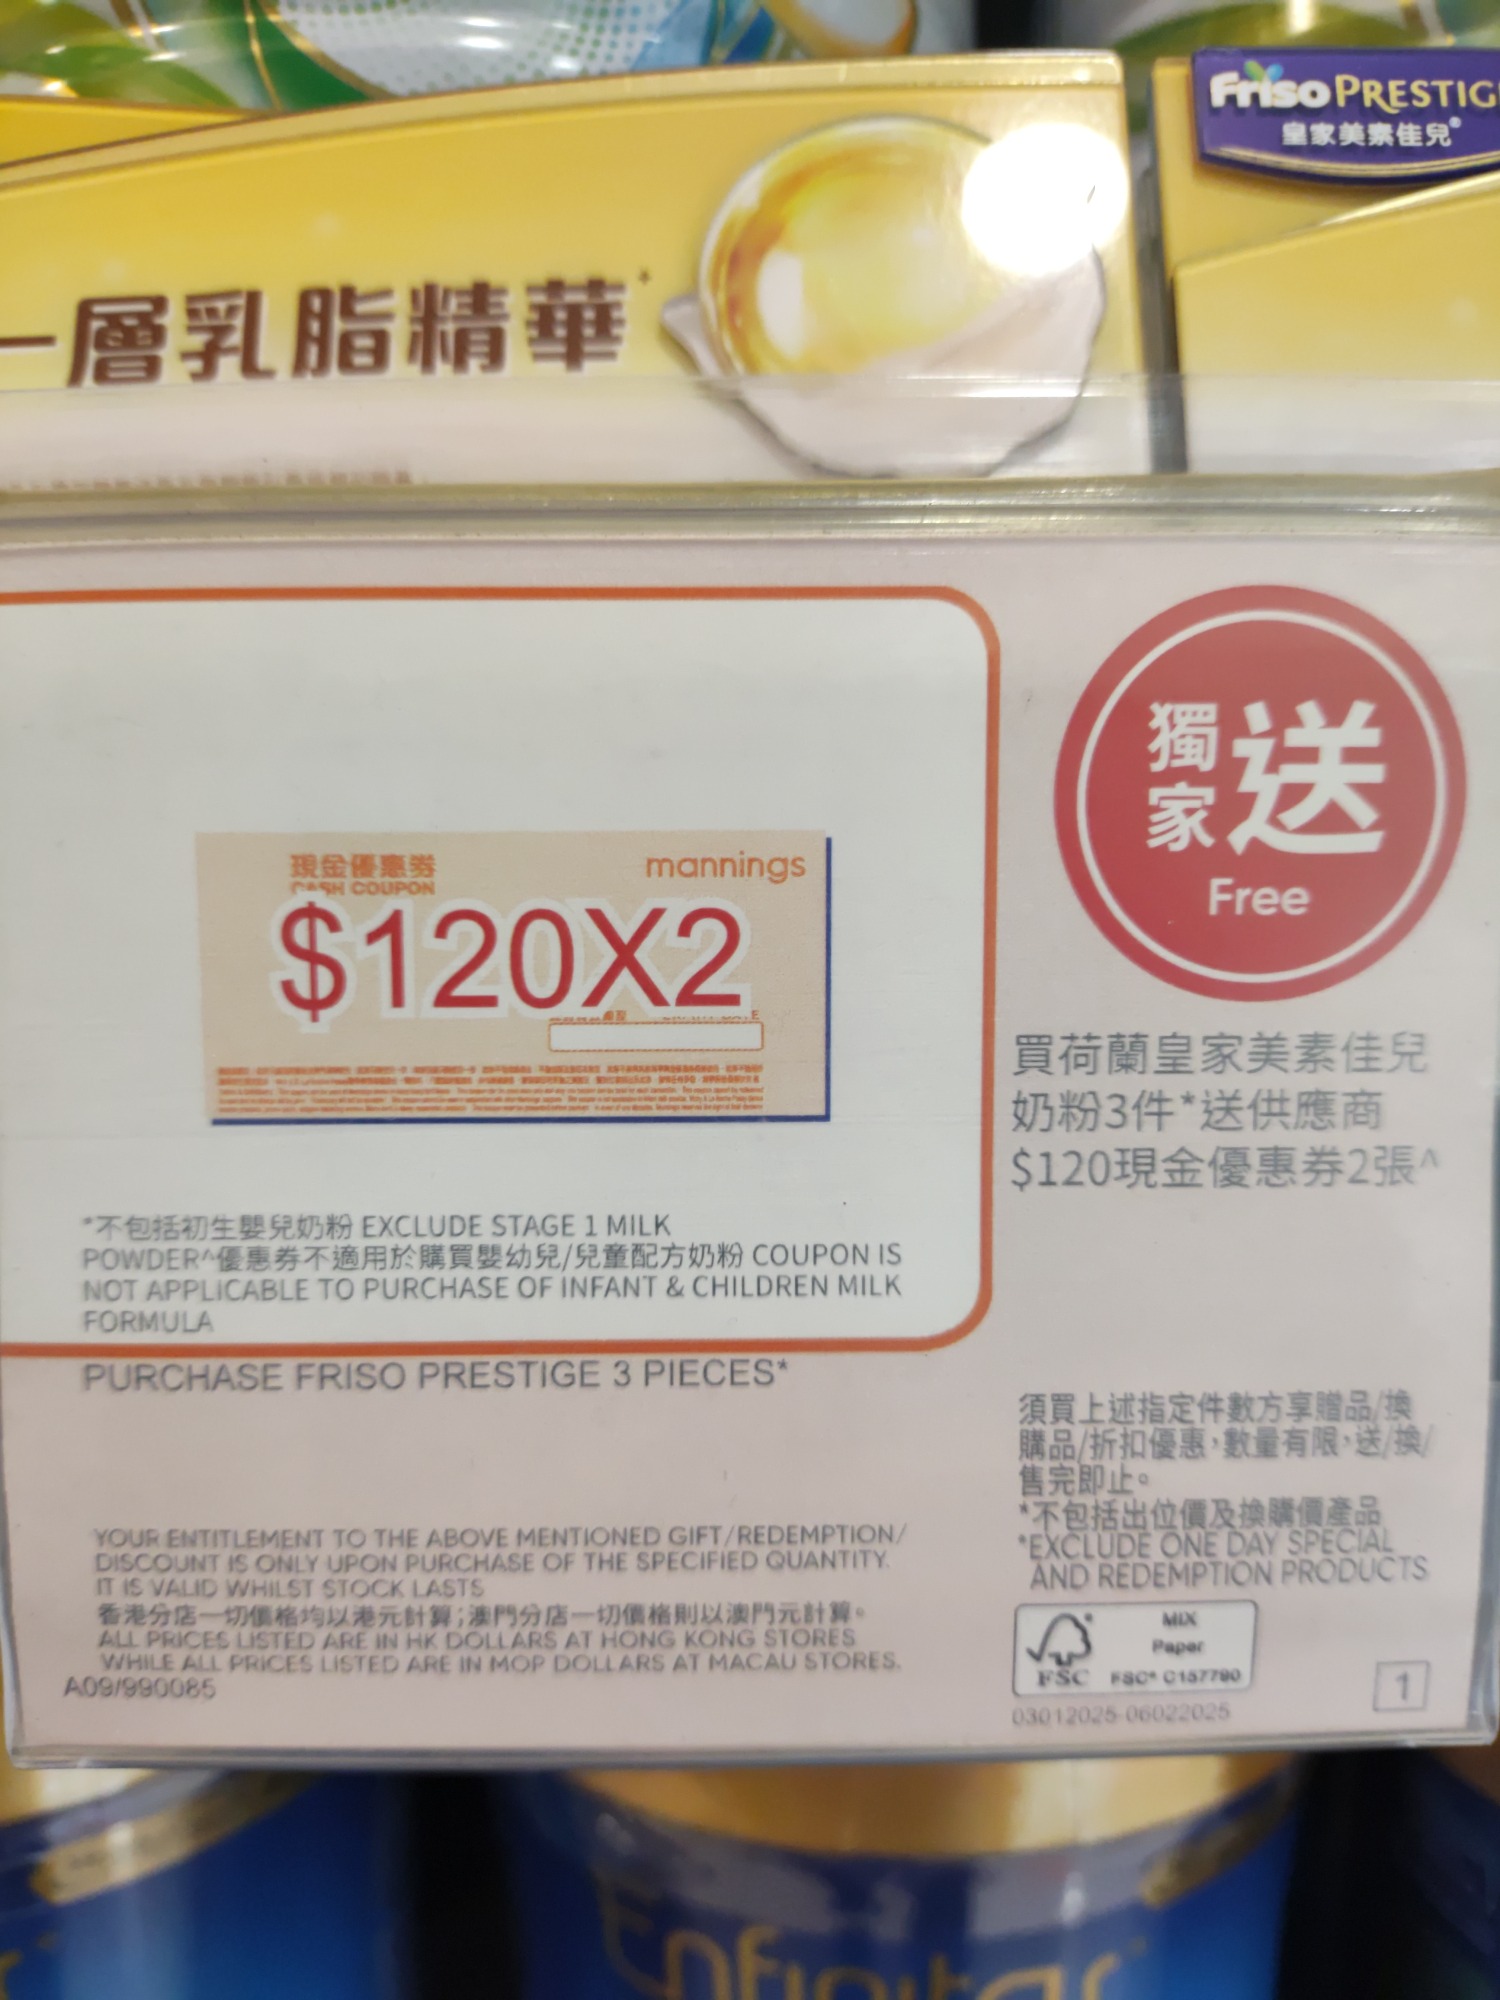 Friso PRESTIG
皇家美素佳兒®
一層乳脂精華
獨家送
Free
現金優惠券
mannings
CASH COUPON
$120X2
買荷蘭皇家美素佳兒
奶粉3件*送供應商
$120現金優惠券2張^
*不包括初生嬰兒奶粉 EXCLUDE STAGE 1 MILK
POWDER^優惠券不適用於購買嬰幼兒/兒童配方奶粉 COUPON IS
NOT APPLICABLE TO PURCHASE OF INFANT & CHILDREN MILK
FORMULA
PURCHASE FRISO PRESTIGE 3 PIECES*
須買上述指定件數方享贈品/換
購品/折扣優惠,數量有限,送/換/
售完即止。
*不包括出位價及換購價產品
*EXCLUDE ONE DAY SPECIAL
AND REDEMPTION PRODUCTS
YOUR ENTITLEMENT TO THE ABOVE MENTIONED GIFT/REDEMPTION/
DISCOUNT IS ONLY UPON PURCHASE OF THE SPECIFIED QUANTITY.
IT IS VALID WHILST STOCK LASTS
香港分店一切價格均以港元計算;澳門分店一切價格則以澳門元計算。
ALL PRICES LISTED ARE IN HK DOLLARS AT HONG KONG STORES
WHILE ALL PRICES LISTED ARE IN MOP DOLLARS AT MACAU STORES.
A09/990085
FSC
MIX
Paper
FSC® C157790
03012025-06022025
1
Enfinitas